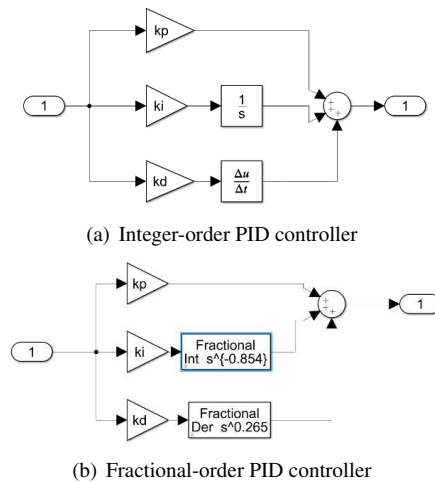 kp
1
ki
1
s
1
kd
Δu
Δt
(a) Integer-order PID controller
kp
1
1
ki
Fractional
Int s^{-0.854}
kd
Fractional
Der s^0.265
(b) Fractional-order PID controller